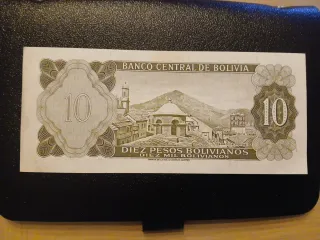 BANCO CENTRAL DE BOLIVIA
10
10
DIEZ PESOS BOLIVIANOS
DIEZ MIL BOLIVIANOS